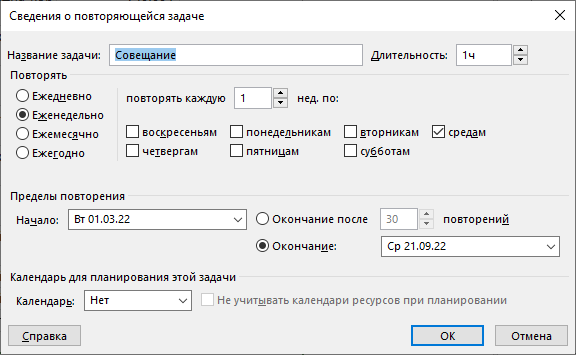 Сведения о повторяющейся задаче
Название задачи: Совещание Длительность: 1ч
Повторять
Ежедневно
Еженедельно
Ежемесячно
Ежегодно
повторять каждую 1 нед. по:
воскресеньям понедельникам вторникам средам
четвергам пятницам субботам
Пределы повторения
Начало: Вт 01.03.22 Окончание после 30 повторений
Окончание: Ср 21.09.22
Календарь для планирования этой задачи
Календарь: Нет Не учитывать календари ресурсов при планировании
Справка OK Отмена